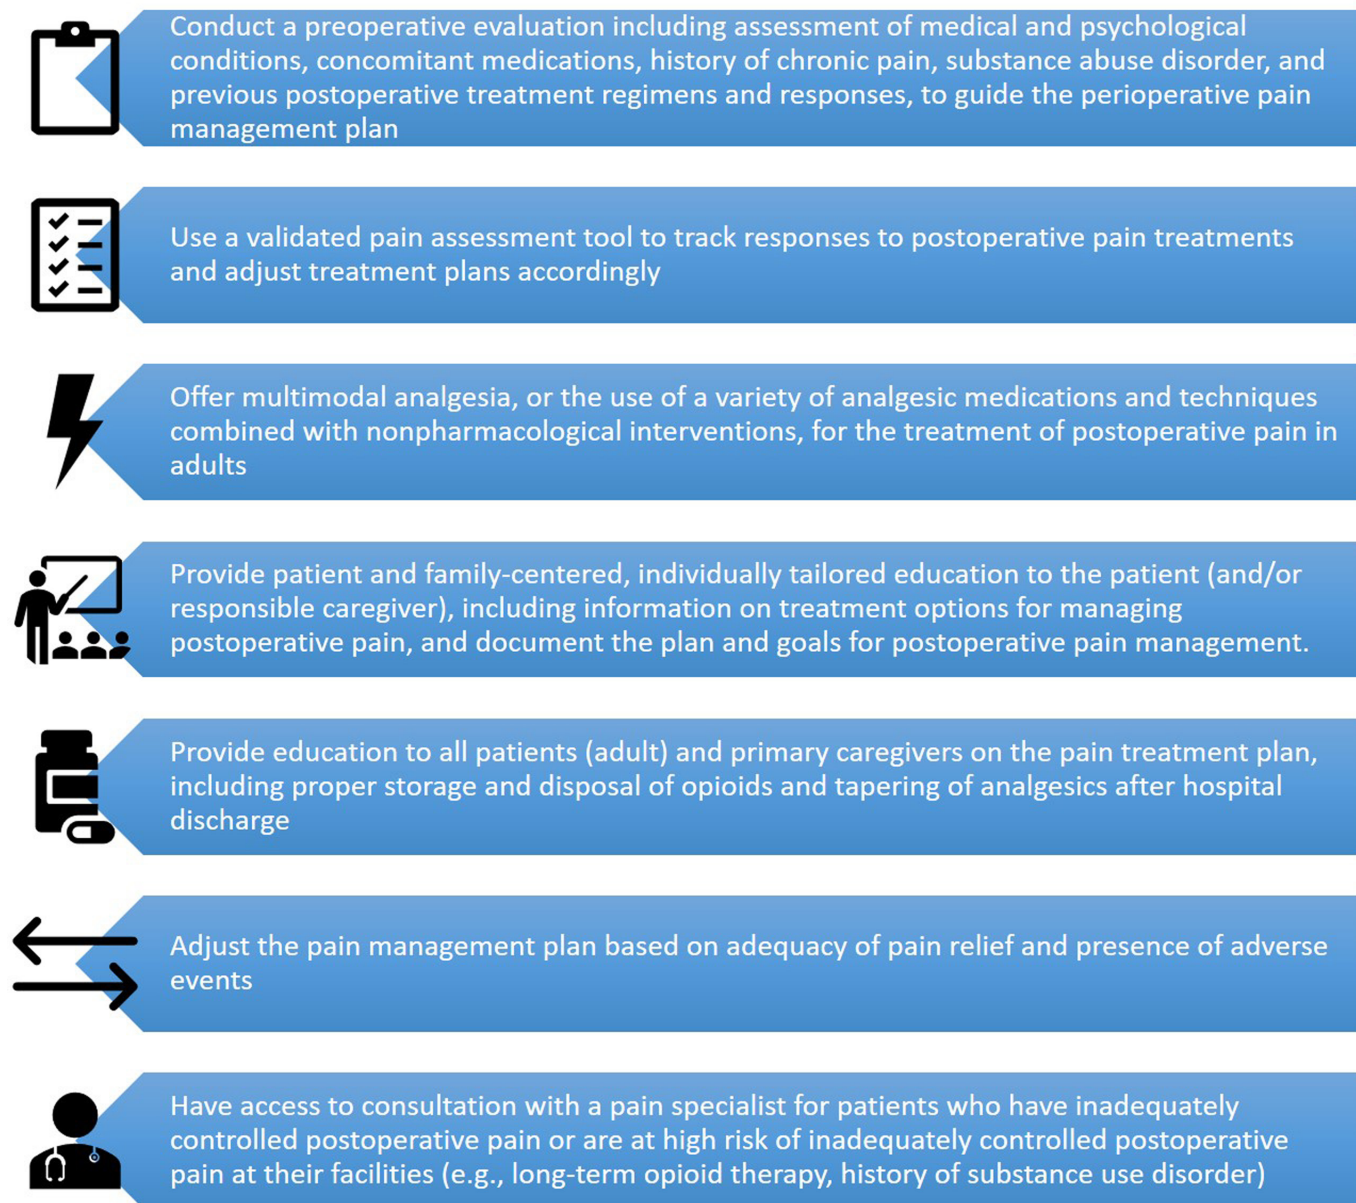 Conduct a preoperative evaluation including assessment of medical and psychological
conditions, concomitant medications, history of chronic pain, substance abuse disorder, and
previous postoperative treatment regimens and responses, to guide the perioperative pain
management plan
Use a validated pain assessment tool to track responses to postoperative pain treatments
and adjust treatment plans accordingly
Offer multimodal analgesia, or the use of a variety of analgesic medications and techniques
combined with nonpharmacological interventions, for the treatment of postoperative pain in
adults
Provide patient and family-centered, individually tailored education to the patient (and/or
responsible caregiver), including information on treatment options for managing
postoperative pain, and document the plan and goals for postoperative pain management.
Provide education to all patients (adult) and primary caregivers on the pain treatment plan,
including proper storage and disposal of opioids and tapering of analgesics after hospital
discharge
Adjust the pain management plan based on adequacy of pain relief and presence of adverse
events
Have access to consultation with a pain specialist for patients who have inadequately
controlled postoperative pain or are at high risk of inadequately controlled postoperative
pain at their facilities (e.g., long-term opioid therapy, history of substance use disorder)